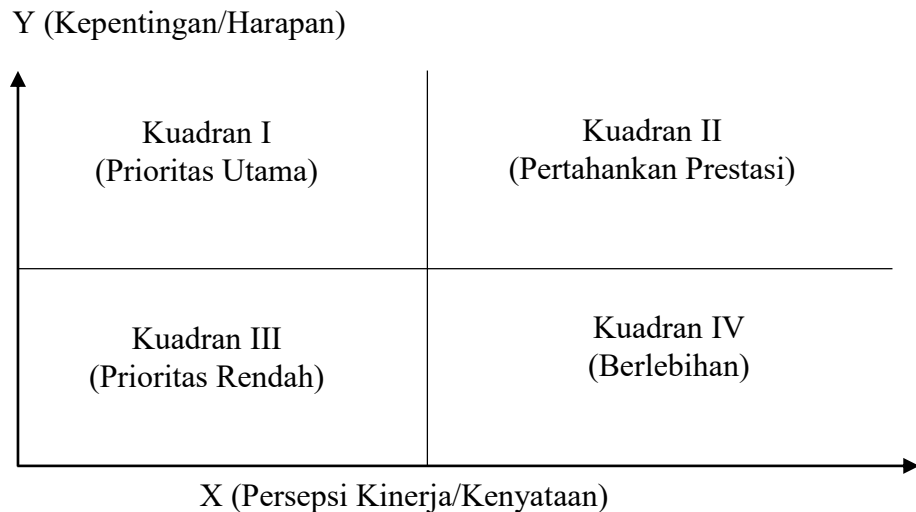 Y (Kepentingan/Harapan)
Kuadran I
(Prioritas Utama)
Kuadran II
(Pertahankan Prestasi)
Kuadran III
(Prioritas Rendah)
Kuadran IV
(Berlebihan)
X (Persepsi Kinerja/Kenyataan)